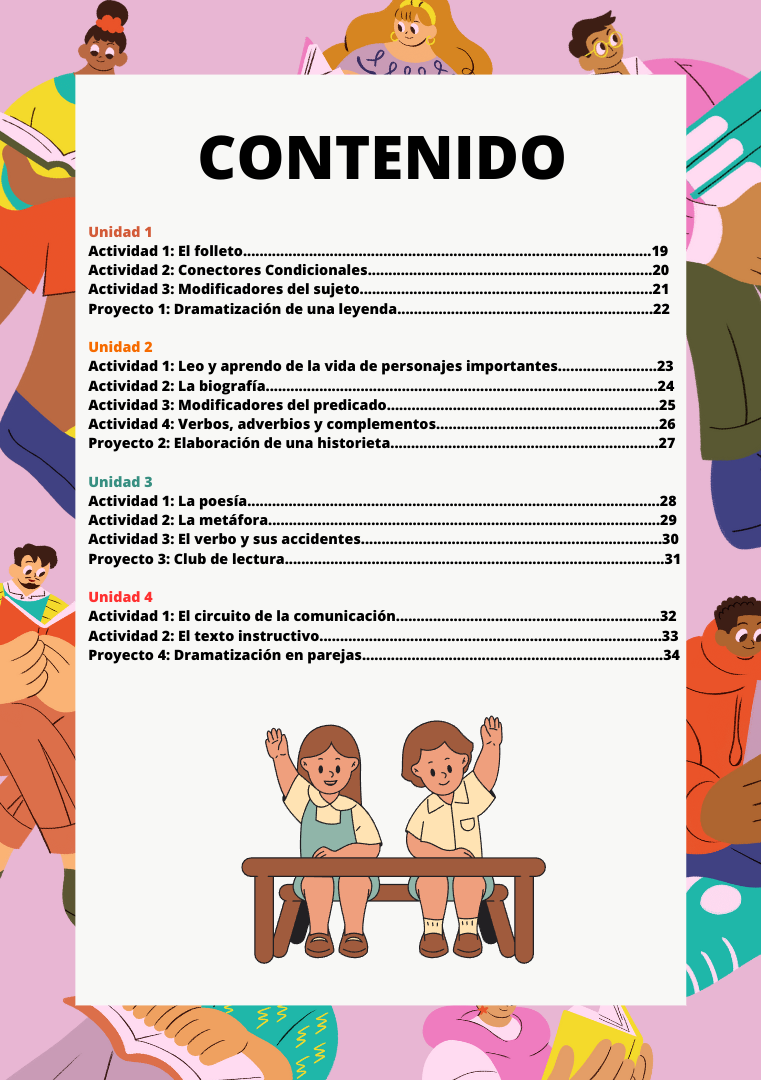 CONTENIDO
Unidad 1
Actividad 1: El folleto..........................................................................................19
Actividad 2: Conectores Condicionales...............................................................20
Actividad 3: Modificadores del sujeto.................................................................21
Proyecto 1: Dramatización de una leyenda.........................................................22
Unidad 2
Actividad 1: Leo y aprendo de la vida de personajes importantes......................23
Actividad 2: La biografía......................................................................................24
Actividad 3: Modificadores del predicado............................................................25
Actividad 4: Verbos, adverbios y complementos.................................................26
Proyecto 2: Elaboración de una historieta...........................................................27
Unidad 3
Actividad 1: La poesía..........................................................................................28
Actividad 2: La metáfora......................................................................................29
Actividad 3: El verbo y sus accidentes..................................................................30
Proyecto 3: Club de lectura...................................................................................31
Unidad 4
Actividad 1: El circuito de la comunicación..........................................................32
Actividad 2: El texto instructivo............................................................................33
Proyecto 4: Dramatización en parejas..................................................................34